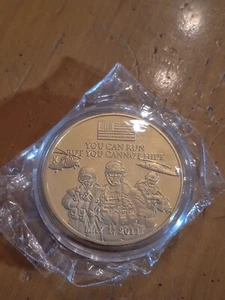 YOU CAN RUN
BUT YOU CANNOT HIDE
MAY 1, 2011